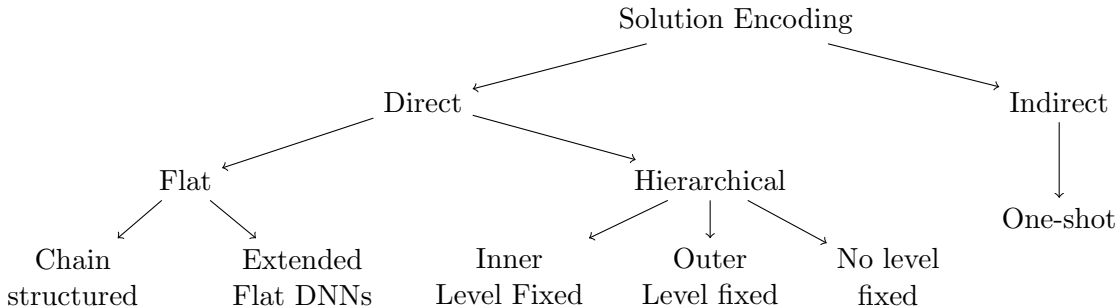 Solution Encoding
Direct
Indirect
Flat
Hierarchical
One-shot
Chain
structured
Extended
Flat DNNs
Inner
Level Fixed
Outer
Level fixed
No level
fixed